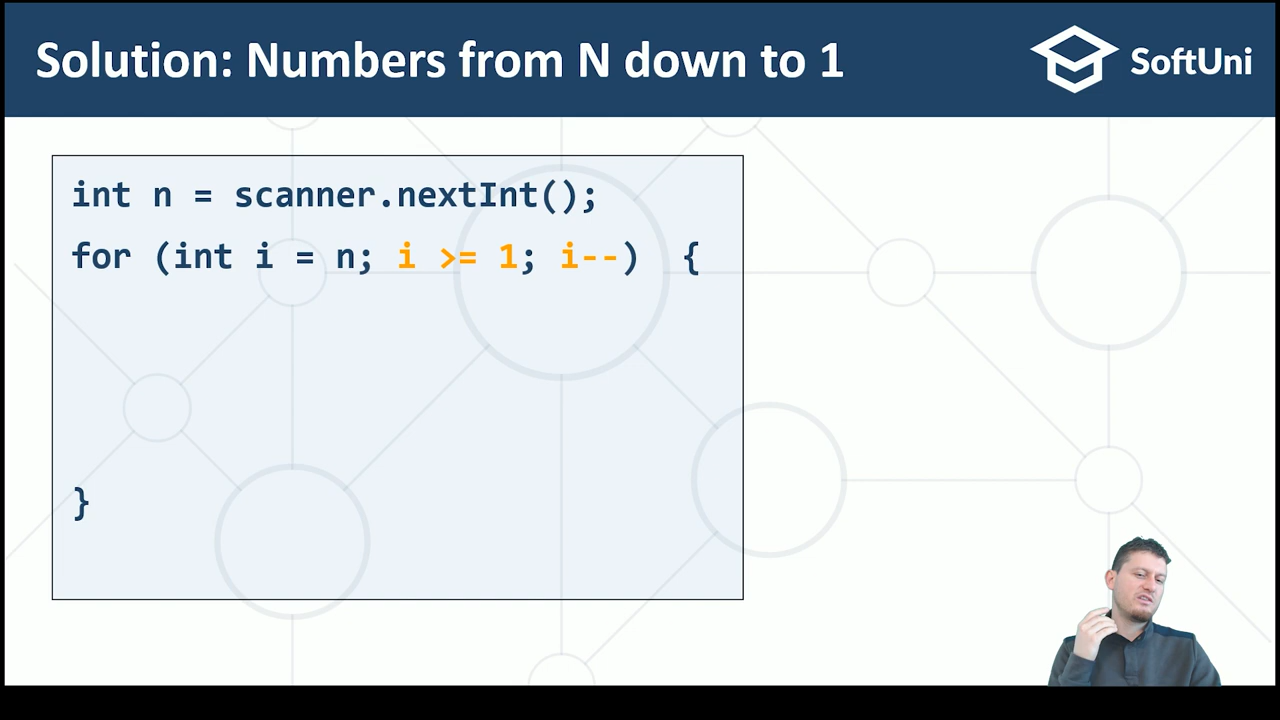 Solution: Numbers from N down to 1
SoftUni
int n = scanner.nextInt();
for (int i = n; i >= 1; i--) {
}